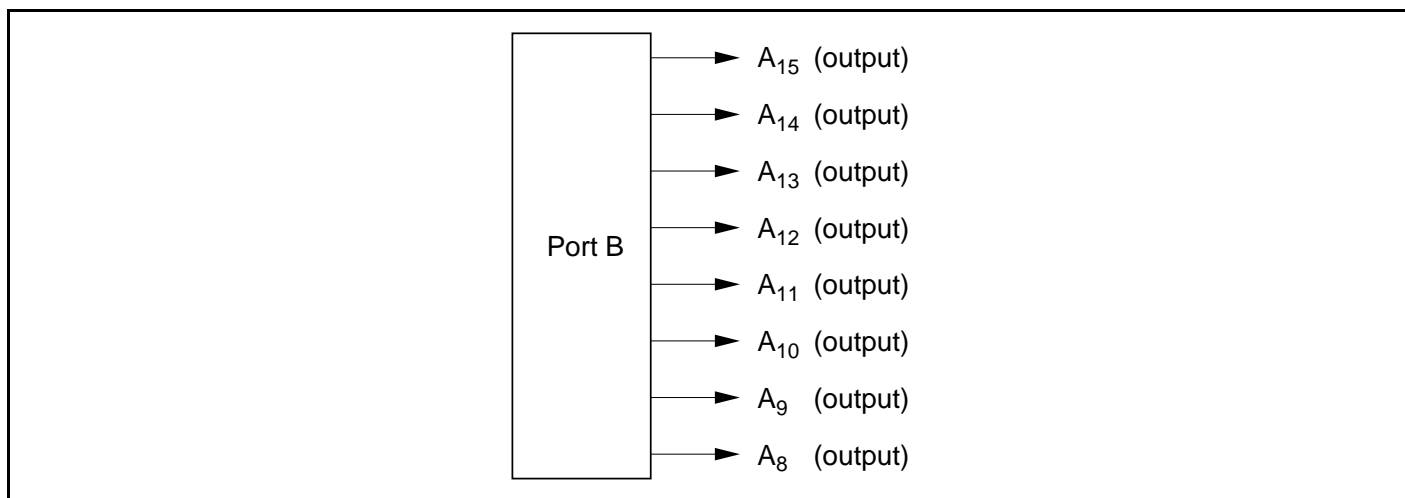 A15 (output)
A14 (output)
A13 (output)
A12 (output)
Port B
A11 (output)
A10 (output)
A9 (output)
A8 (output)